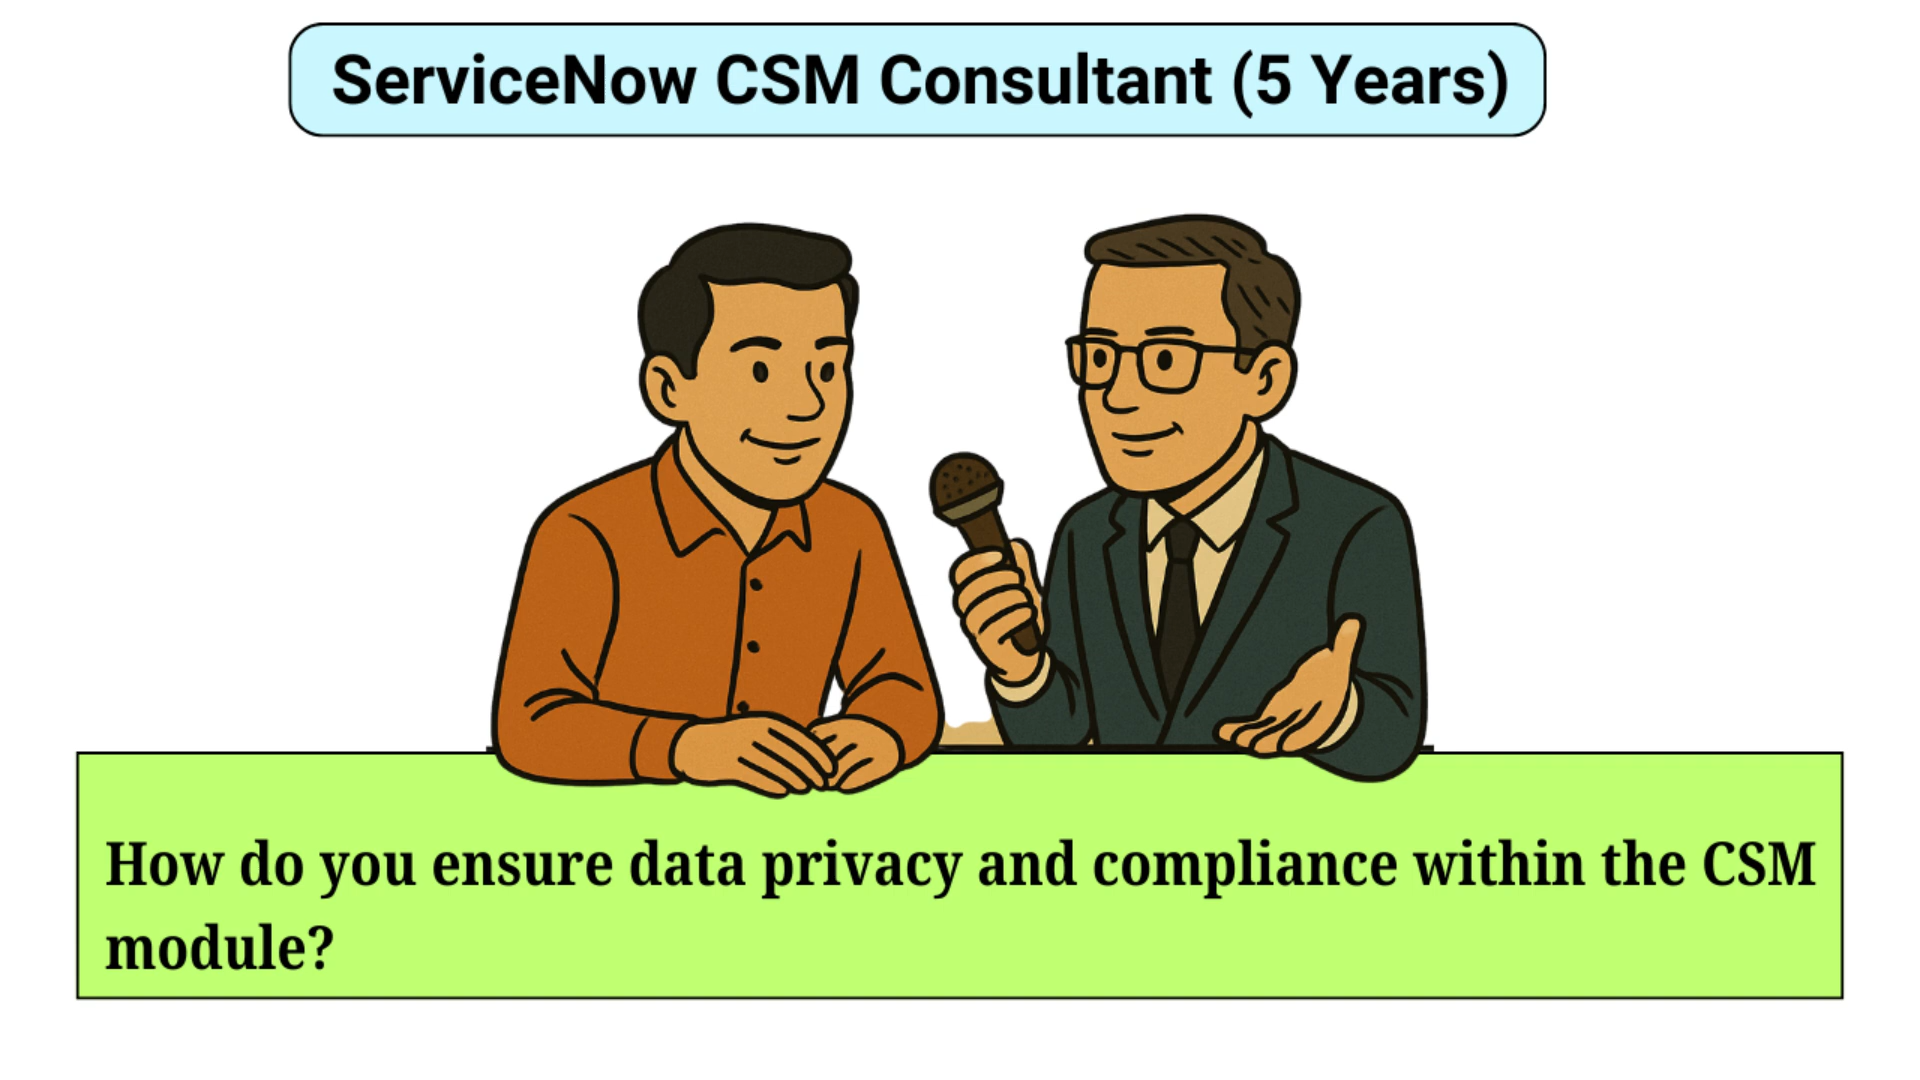 ServiceNow CSM Consultant (5 Years)
How do you ensure data privacy and compliance within the CSM
module?